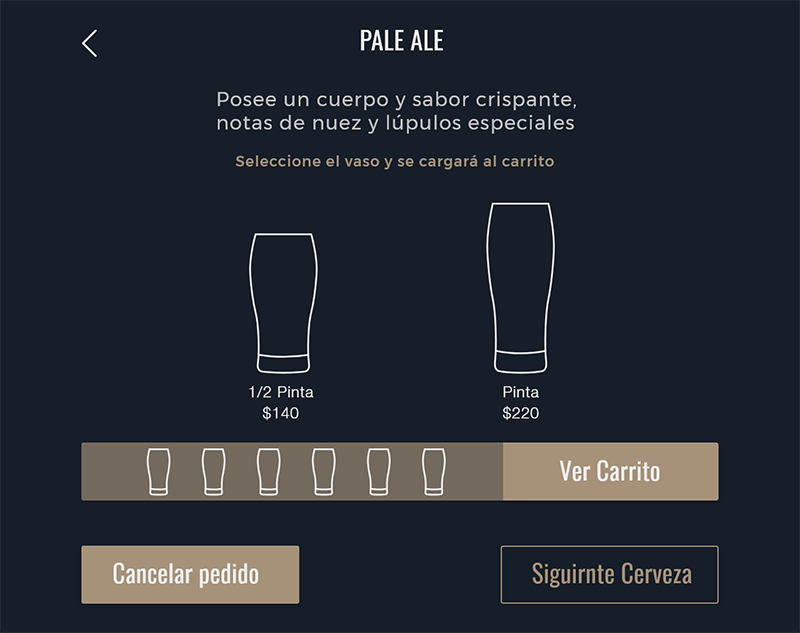 PALE ALE
Posee un cuerpo y sabor crispante,
notas de nuez y lúpulos especiales
Seleccione el vaso y se cargará al carrito
1/2 Pinta
$140
Pinta
$220
Ver Carrito
Cancelar pedido
Siguirnte Cerveza